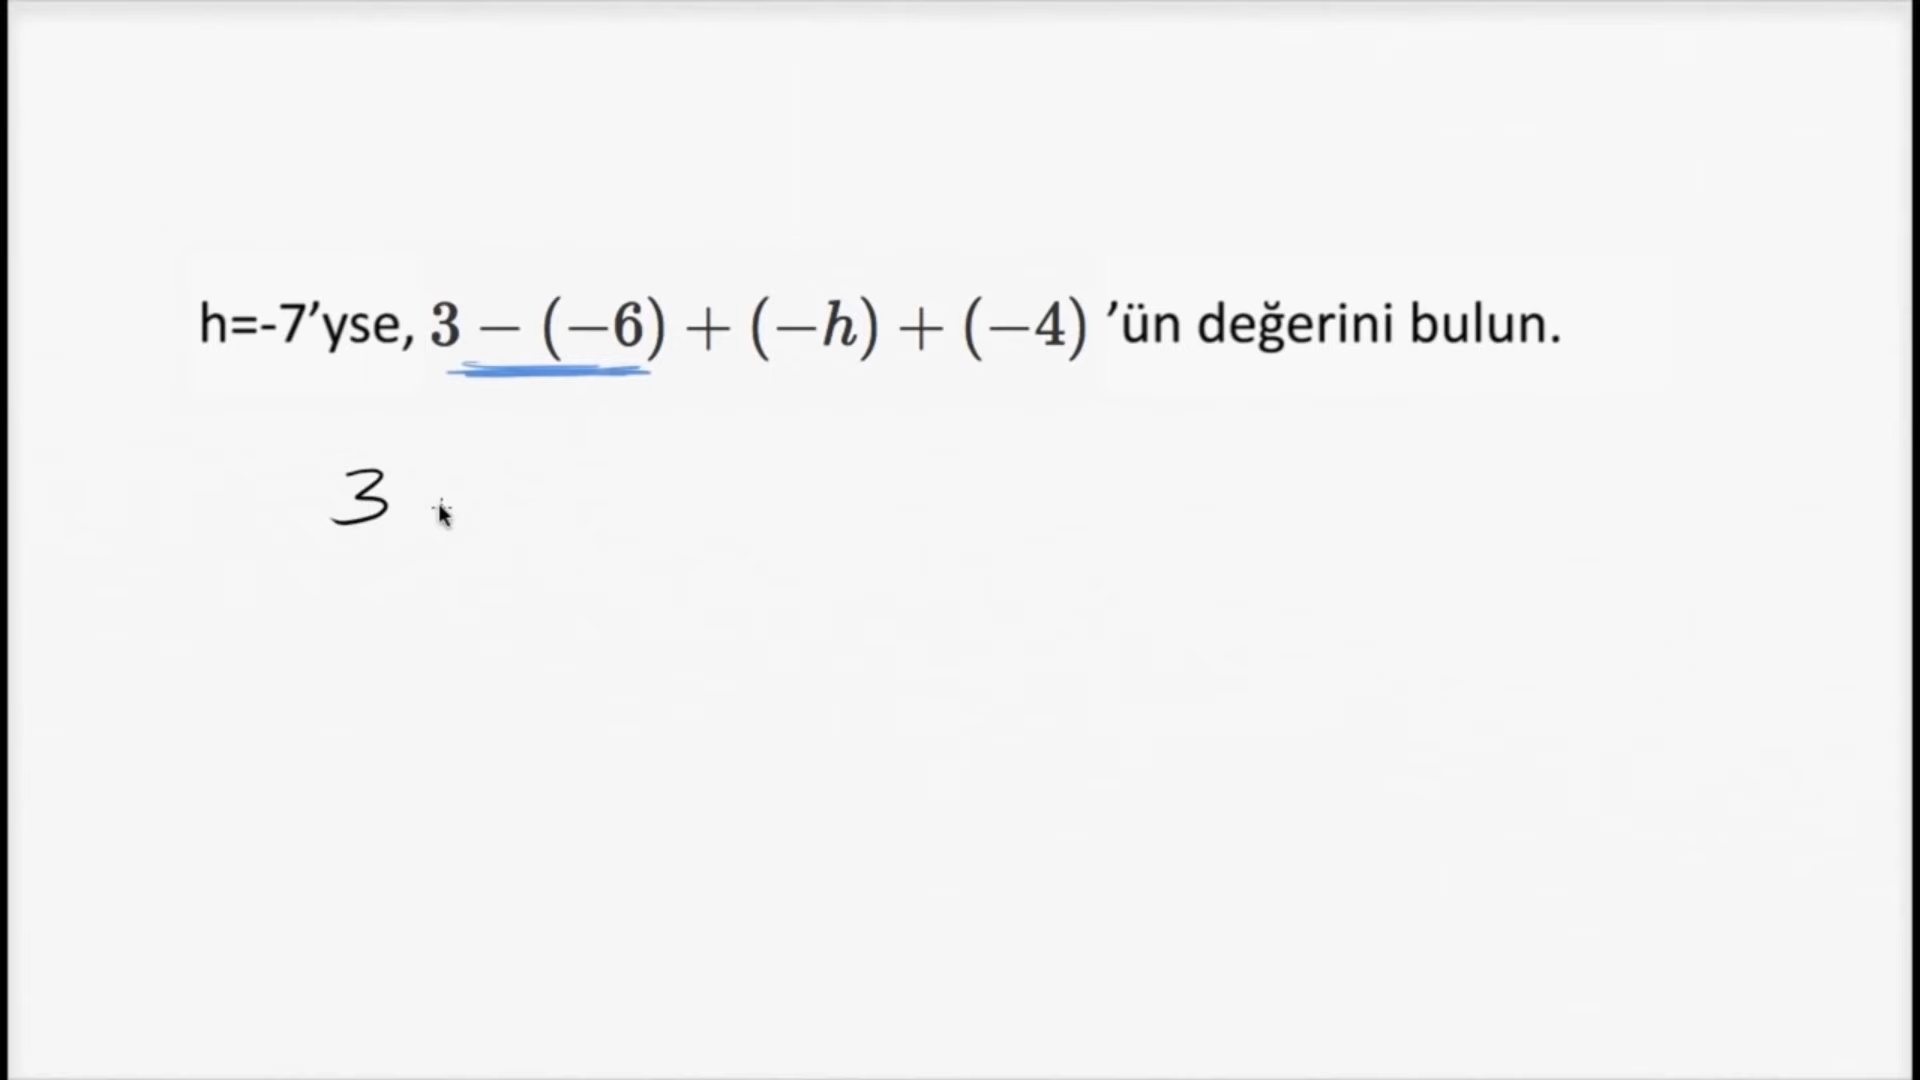 h=-7’yse, 3 − (−6) + (−h) + (−4) ’ün değerini bulun.
3